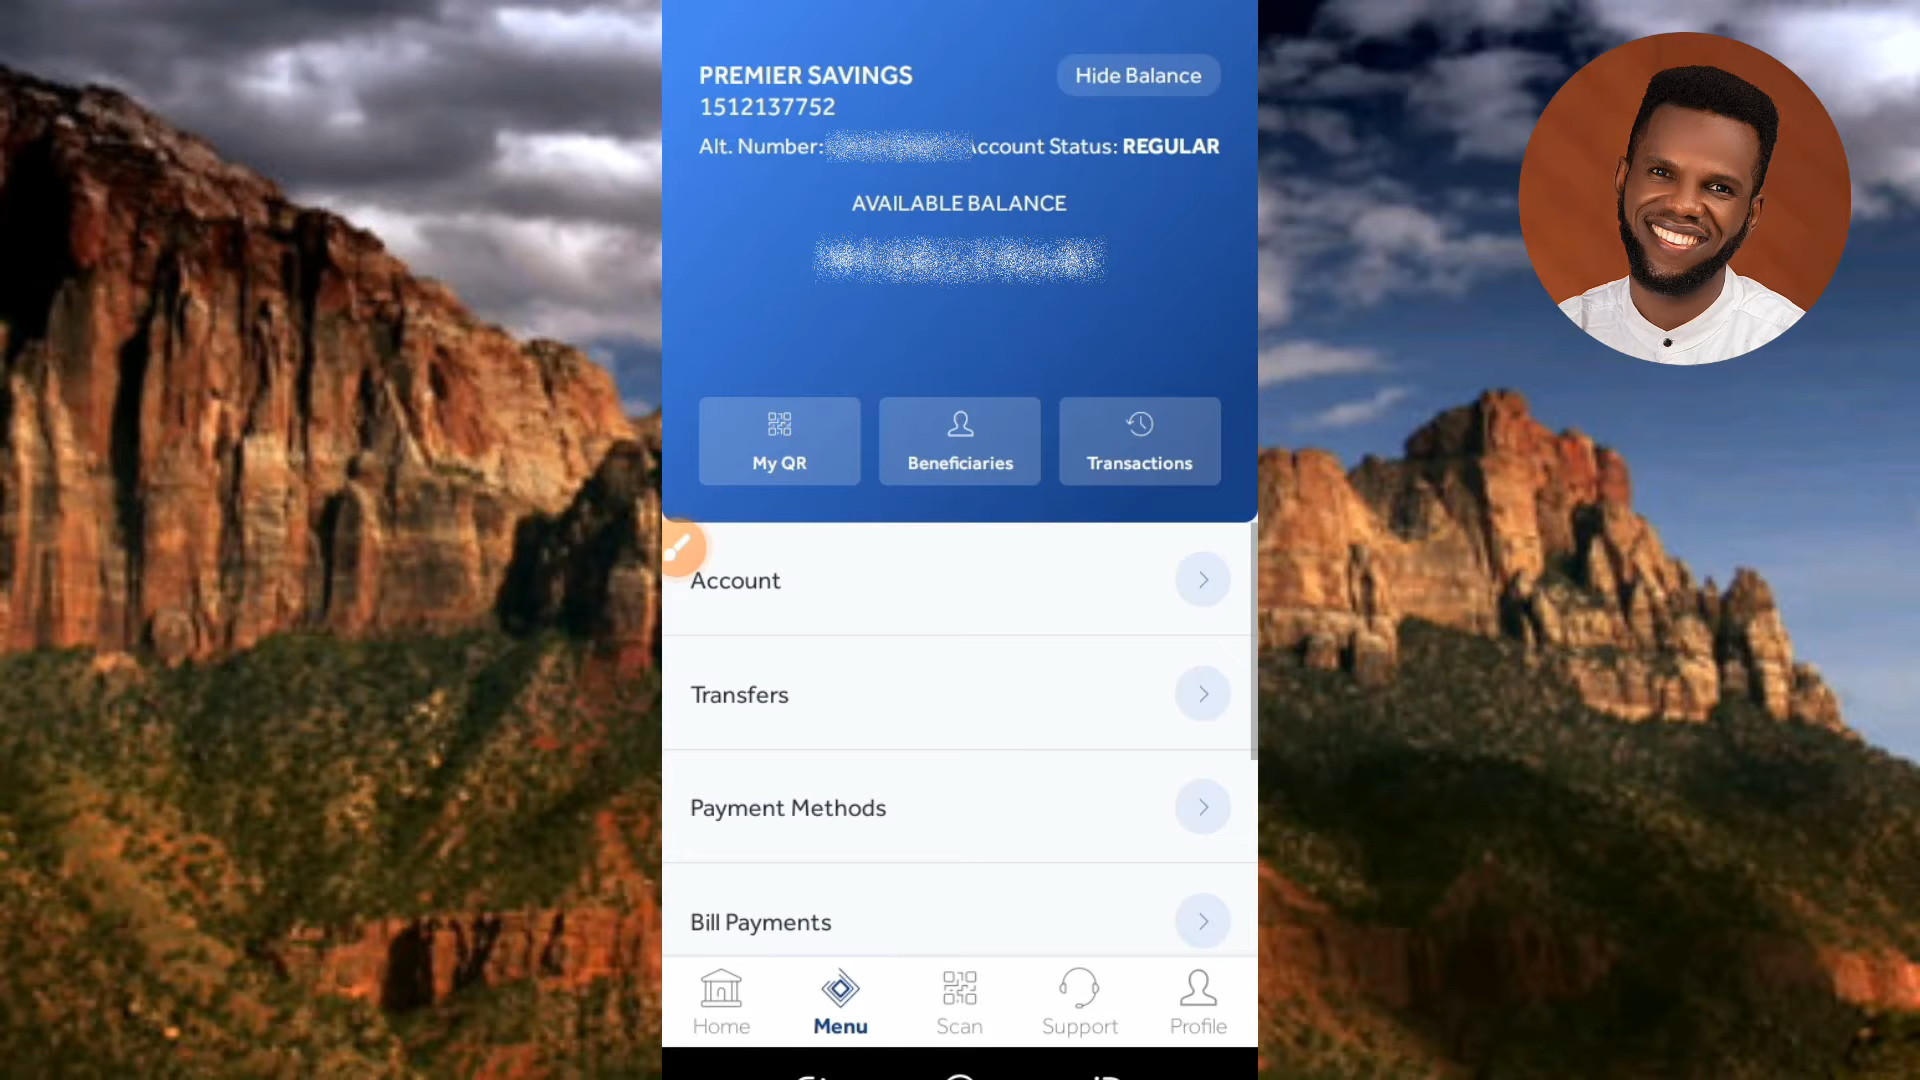 PREMIER SAVINGS
Hide Balance
1512137752
Alt. Number:
ccount Status: REGULAR
AVAILABLE BALANCE
My QR
Beneficiaries
Transactions
Account
Transfers
Payment Methods
Bill Payments
Home
Menu
Scan
Support
Profile